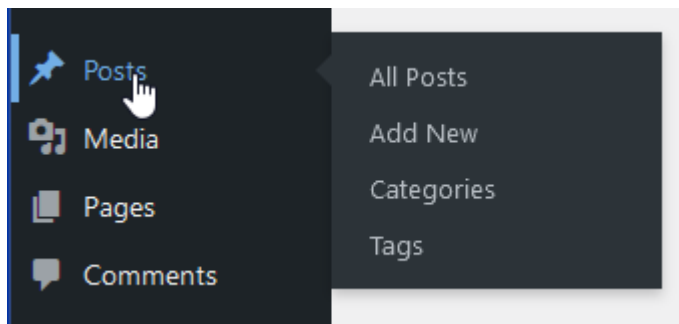 Posts
Media
Pages
Comments
All Posts
Add New
Categories
Tags